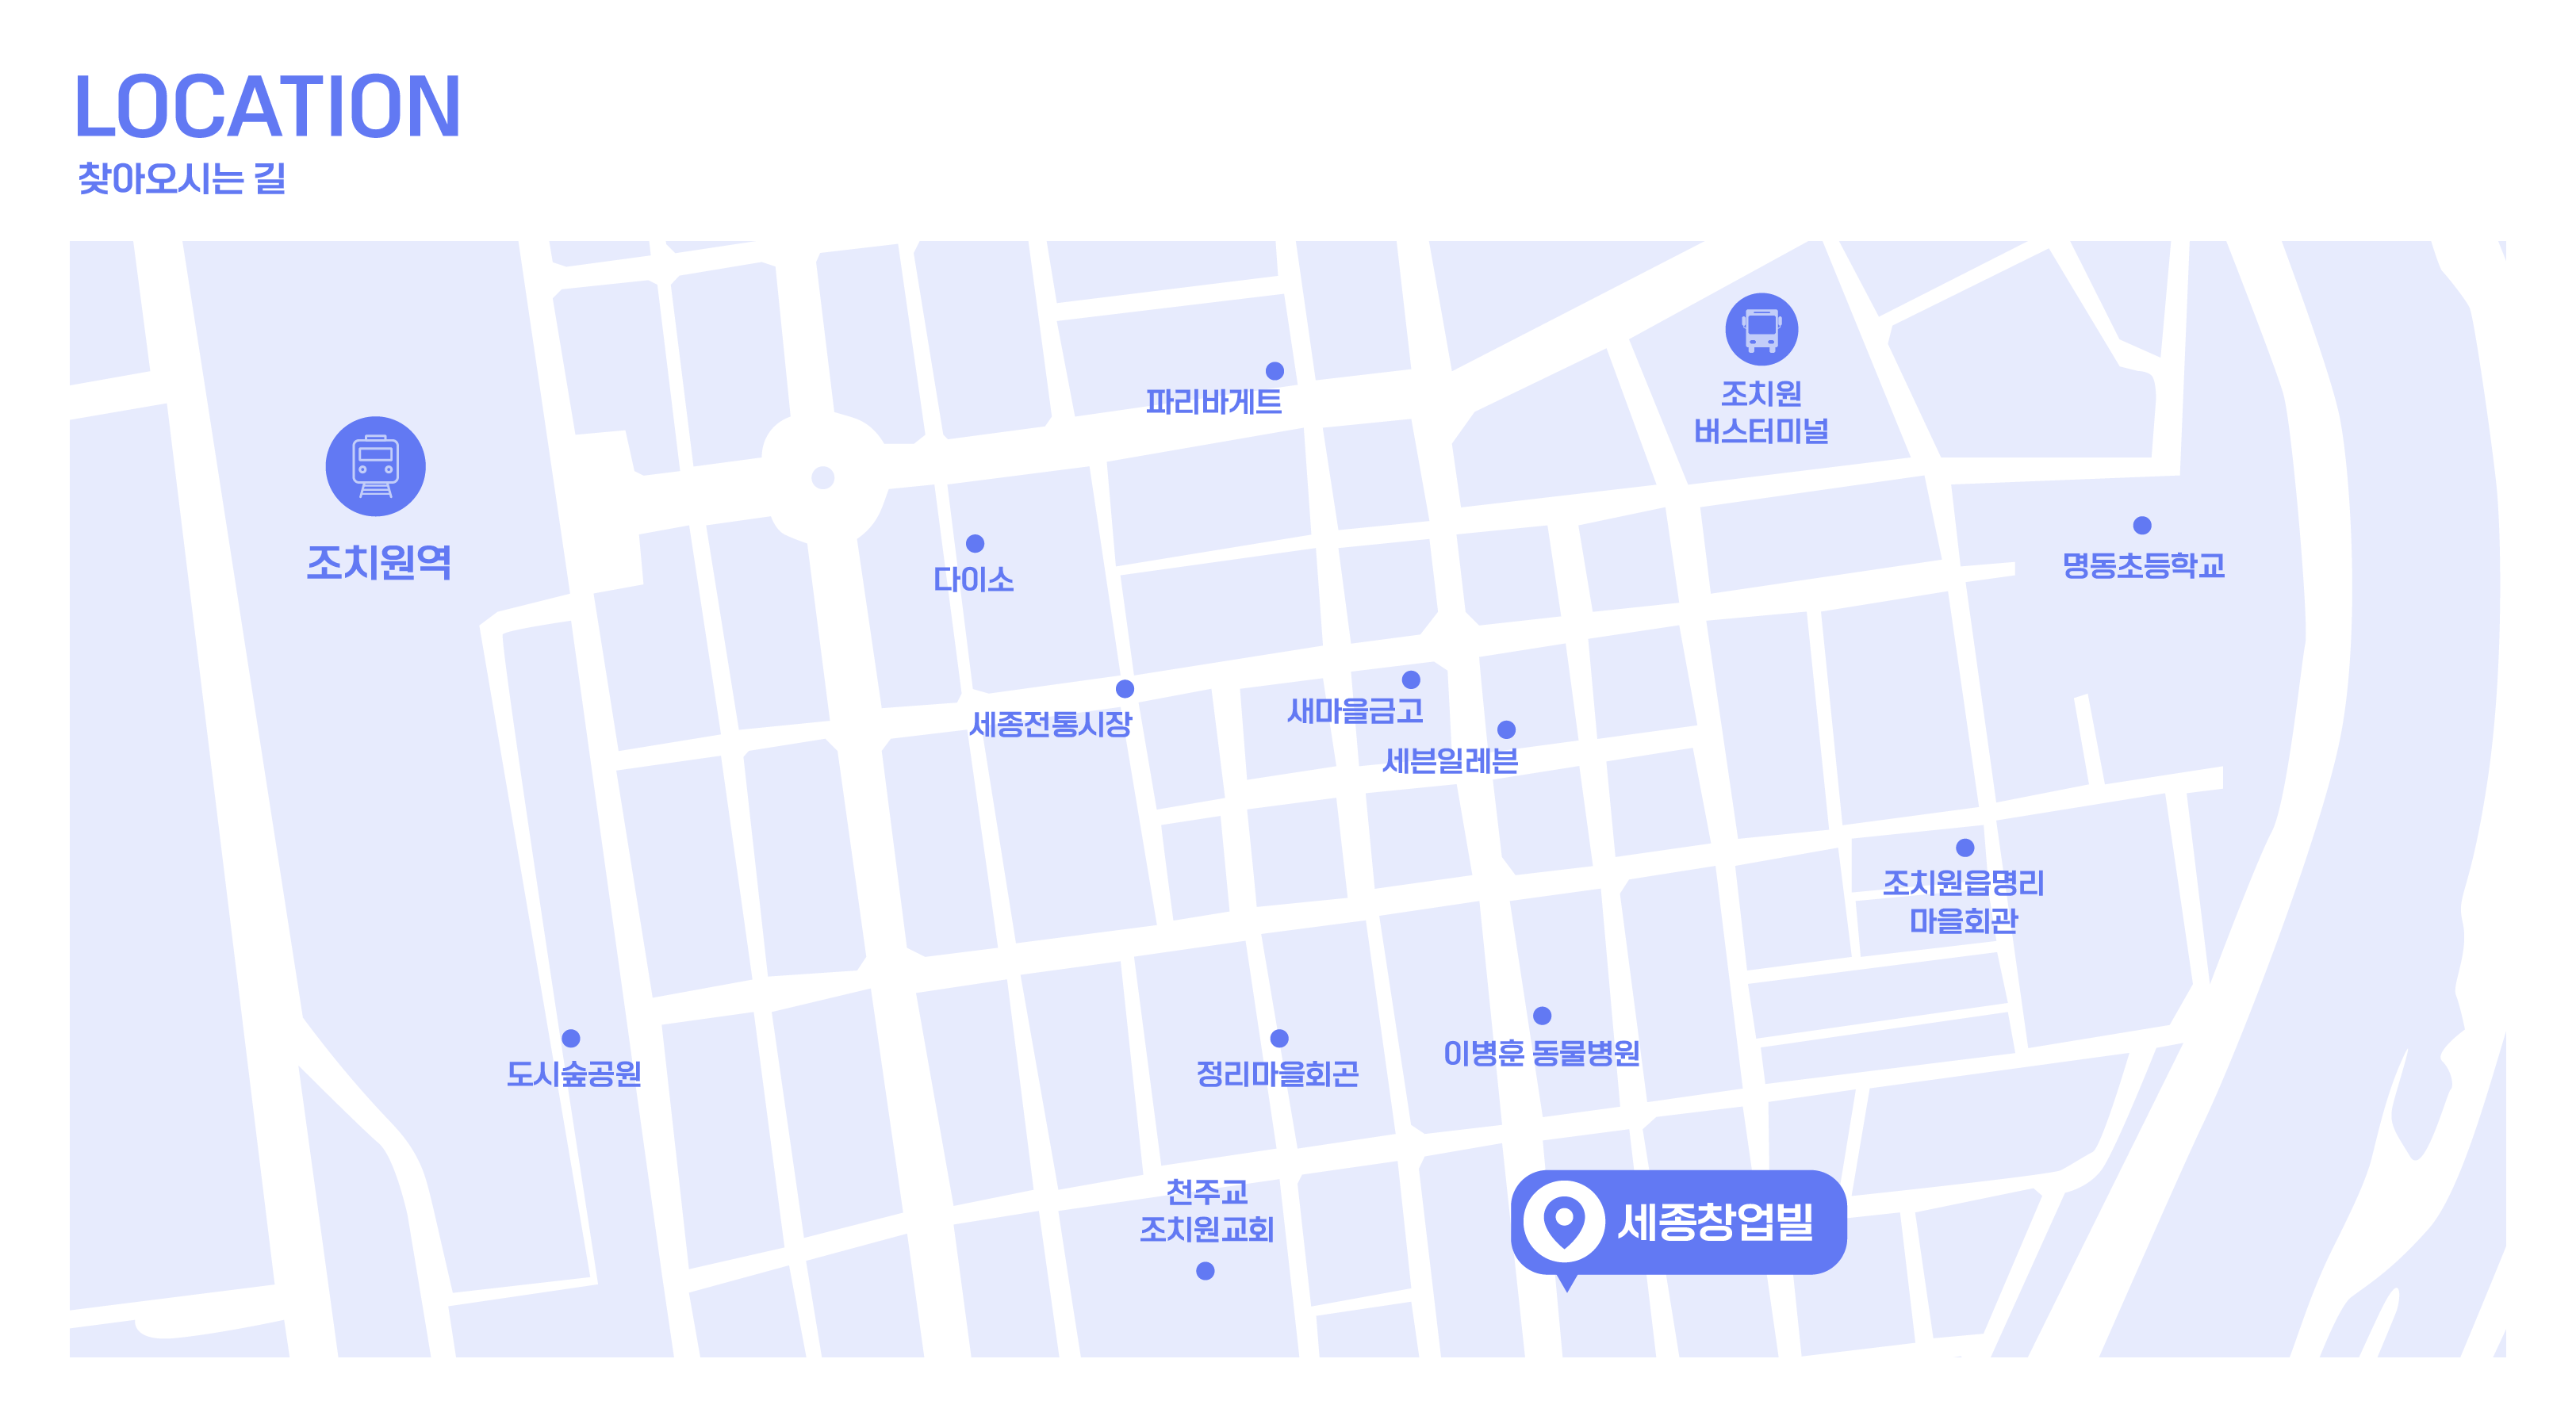 LOCATION
찾아오시는 길
파리바게트
조치원
버스터미널
조치원역
다이소
명동초등학교
세종전통시장
새마을금고
세븐일레븐
조치원읍명리
마을회관
도시숲공원
정리마을회곤
이병훈 동물병원
천주교
조치원교회
세종창업빌